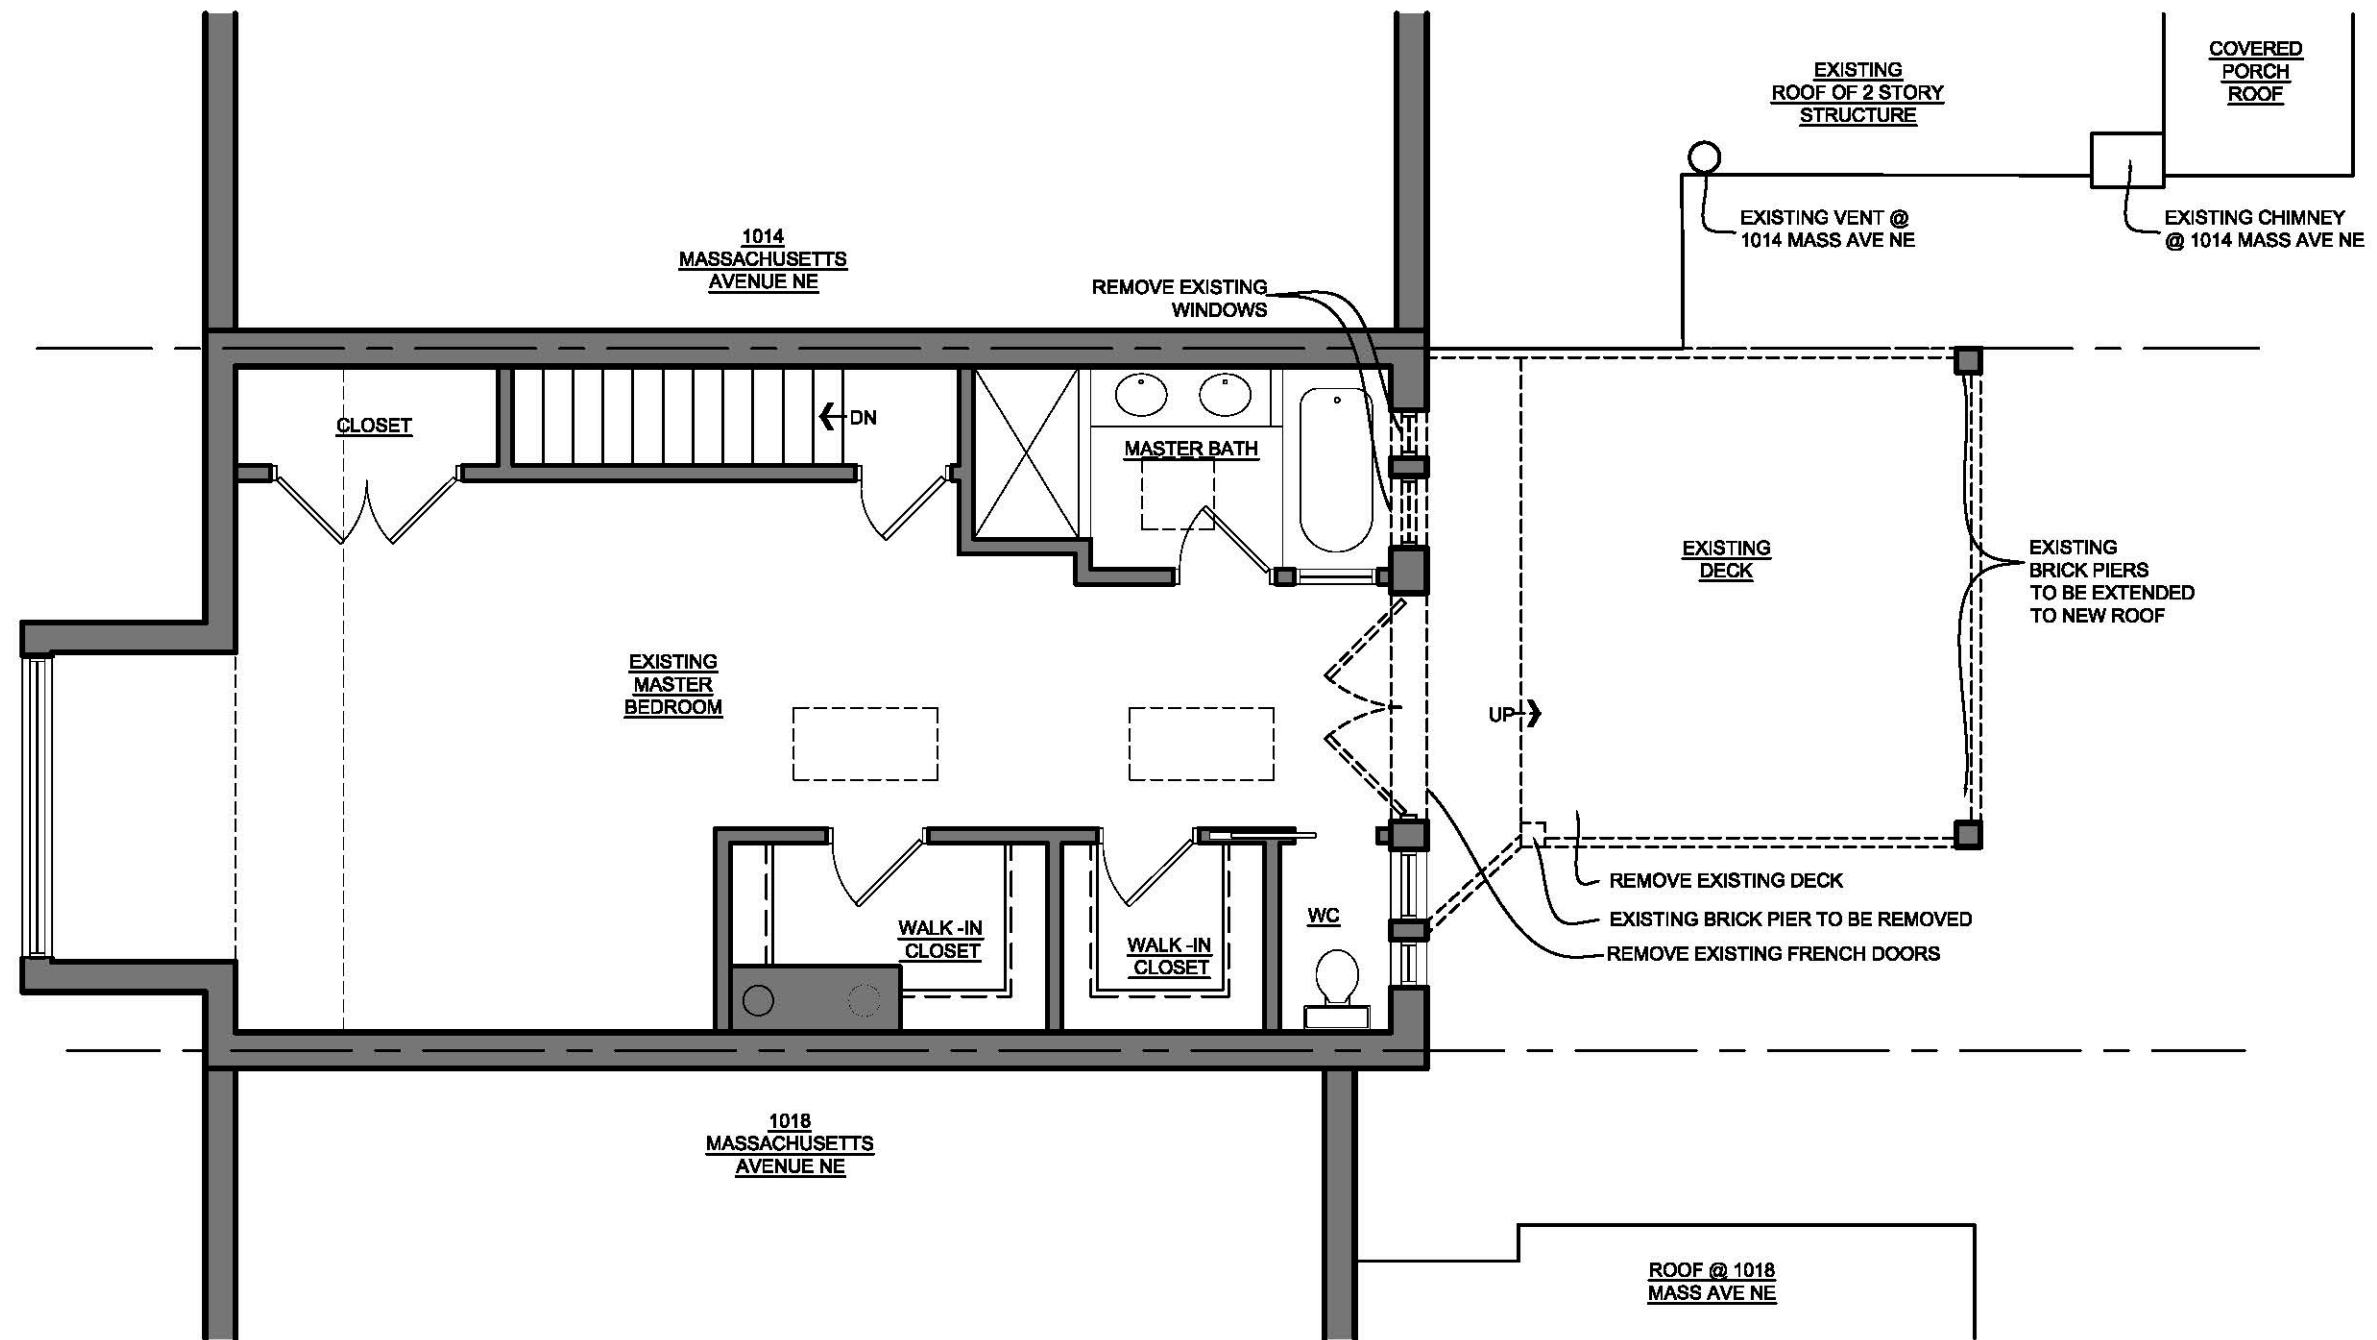 COVERED
PORCH
ROOF
EXISTING
ROOF OF 2 STORY
STRUCTURE
EXISTING VENT @
1014 MASS AVE NE
EXISTING CHIMNEY
@ 1014 MASS AVE NE
1014
MASSACHUSETTS
AVENUE NE
REMOVE EXISTING
WINDOWS
CLOSET
DN
MASTER BATH
EXISTING
DECK
EXISTING
BRICK PIERS
TO BE EXTENDED
TO NEW ROOF
EXISTING
MASTER
BEDROOM
UP
REMOVE EXISTING DECK
EXISTING BRICK PIER TO BE REMOVED
REMOVE EXISTING FRENCH DOORS
WALK -IN
CLOSET
WALK -IN
CLOSET
WC
1018
MASSACHUSETTS
AVENUE NE
ROOF @ 1018
MASS AVE NE